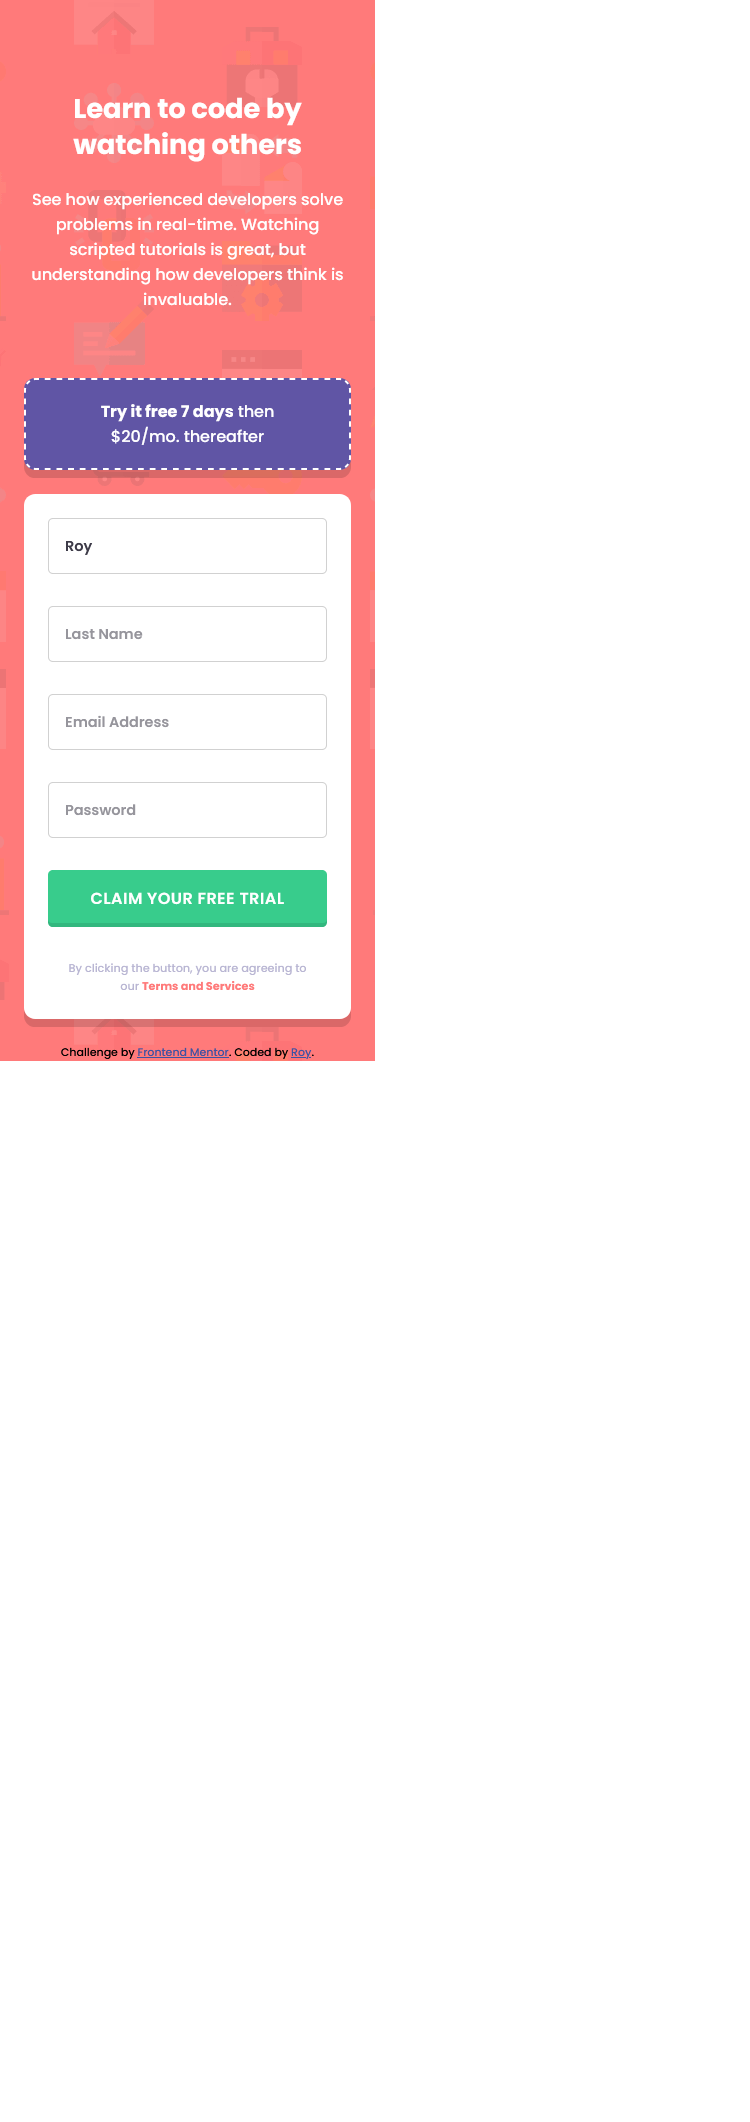 Learn to code by
watching others
See how experienced developers solve
problems in real-time. Watching
scripted tutorials is great, but
understanding how developers think is
invaluable.
Try it free 7 days then
$20/mo. thereafter
Roy
Last Name
Email Address
Password
CLAIM YOUR FREE TRIAL
By clicking the button, you are agreeing to
our Terms and Services
Challenge by Frontend Mentor. Coded by Roy.